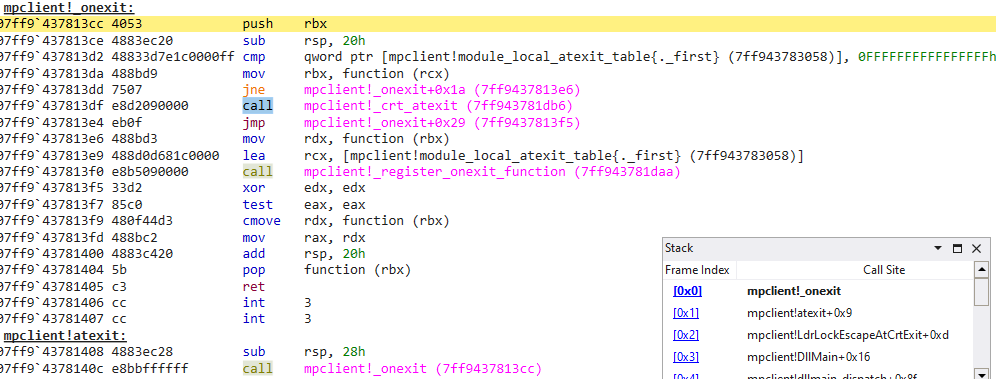 mpclient!_onexit:
07ff9`437813cc 4053 push rbx
07ff9`437813ce 4883ec20 sub rsp, 20h
07ff9`437813d2 48833d7e1c0000ff cmp qword ptr [mpclient!module_local_atexit_table{._first} (7ff943783058)], 0FFFFFFFFFFFFFFFFh
07ff9`437813da 488bd9 mov rbx, function (rcx)
07ff9`437813dd 7507 jne mpclient!_onexit+0x1a (7ff9437813e6)
07ff9`437813df e8d2090000 call mpclient!_crt_atexit (7ff943781db6)
07ff9`437813e4 eb0f jmp mpclient!_onexit+0x29 (7ff9437813f5)
07ff9`437813e6 488bd3 mov rdx, function (rbx)
07ff9`437813e9 488d0d681c0000 lea rcx, [mpclient!module_local_atexit_table{._first} (7ff943783058)]
07ff9`437813f0 e8b5090000 call mpclient!_register_onexit_function (7ff943781daa)
07ff9`437813f5 33d2 xor edx, edx
07ff9`437813f7 85c0 test eax, eax
07ff9`437813f9 480f44d3 cmove rdx, function (rbx)
07ff9`437813fd 488bc2 mov rax, rdx
07ff9`43781400 4883c420 add rsp, 20h
07ff9`43781404 5b pop function (rbx)
07ff9`43781405 c3 ret
07ff9`43781406 cc int 3
07ff9`43781407 cc int 3
mpclient!atexit:
07ff9`43781408 4883ec28 sub rsp, 28h
07ff9`4378140c e8bbffffff call mpclient!_onexit (7ff9437813cc)
Stack
Frame Index Call Site
[0x0] mpclient!_onexit
[0x1] mpclient!atexit+0x9
[0x2] mpclient!LdrLockEscapeAtCrtExit+0xd
[0x3] mpclient!DllMain+0x16
[0x4] mpclient!dllmain_dispatch+0x8f